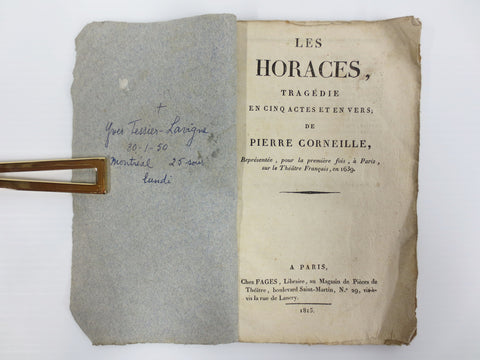 +
Yves Tessier-Lavigne
30-1-50
Montréal 25 sous
lundi
LES
HORACES,
TRAGÉDIE
EN CINQ ACTES ET EN VERS;
DE
PIERRE CORNEILLE,
Représentée, pour la première fois, à Paris,
sur le Théâtre Français, en 1639.
A PARIS,
Chez FAGES, Libraire, au Magasin de Pièces de
Théâtre, boulevard Saint-Martin, N.º 29, vis-à-
vis la rue de Lancry.
1815.